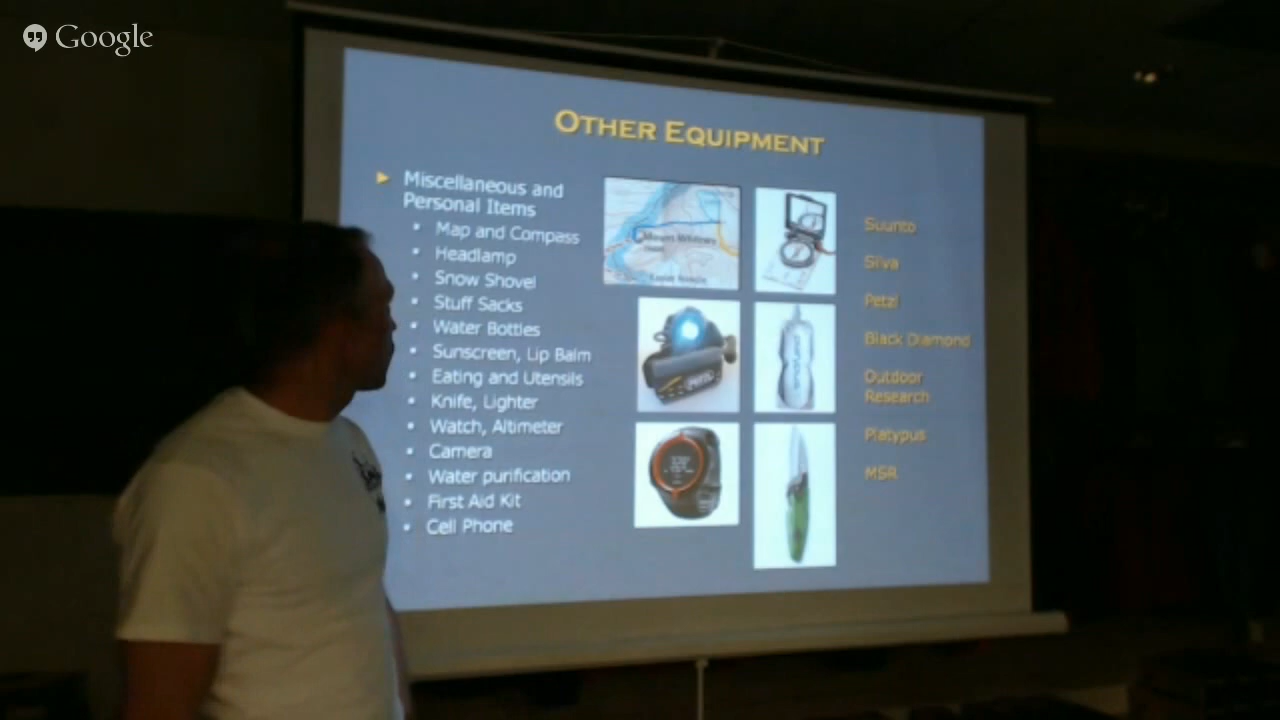 Google
OTHER EQUIPMENT
Miscellaneous and
Personal Items
Map and Compass
Headlamp
Snow Shovel
Stuff Sacks
Water Bottles
Sunscreen, Lip Balm
Eating and Utensils
Knife, Lighter
Watch, Altimeter
Camera
Water purification
First Aid Kit
Cell Phone
Suunto
Silva
Petzl
Black Diamond
Outdoor
Research
Platypus
MSR